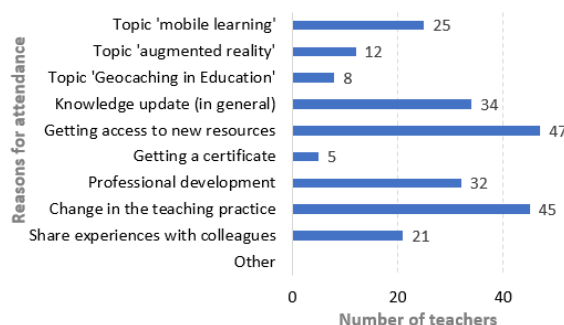 Reasons for attendance
Topic 'mobile learning' 25
Topic 'augmented reality' 12
Topic 'Geocaching in Education' 8
Knowledge update (in general) 34
Getting access to new resources 47
Getting a certificate 5
Professional development 32
Change in the teaching practice 45
Share experiences with colleagues 21
Other
0 20 40
Number of teachers